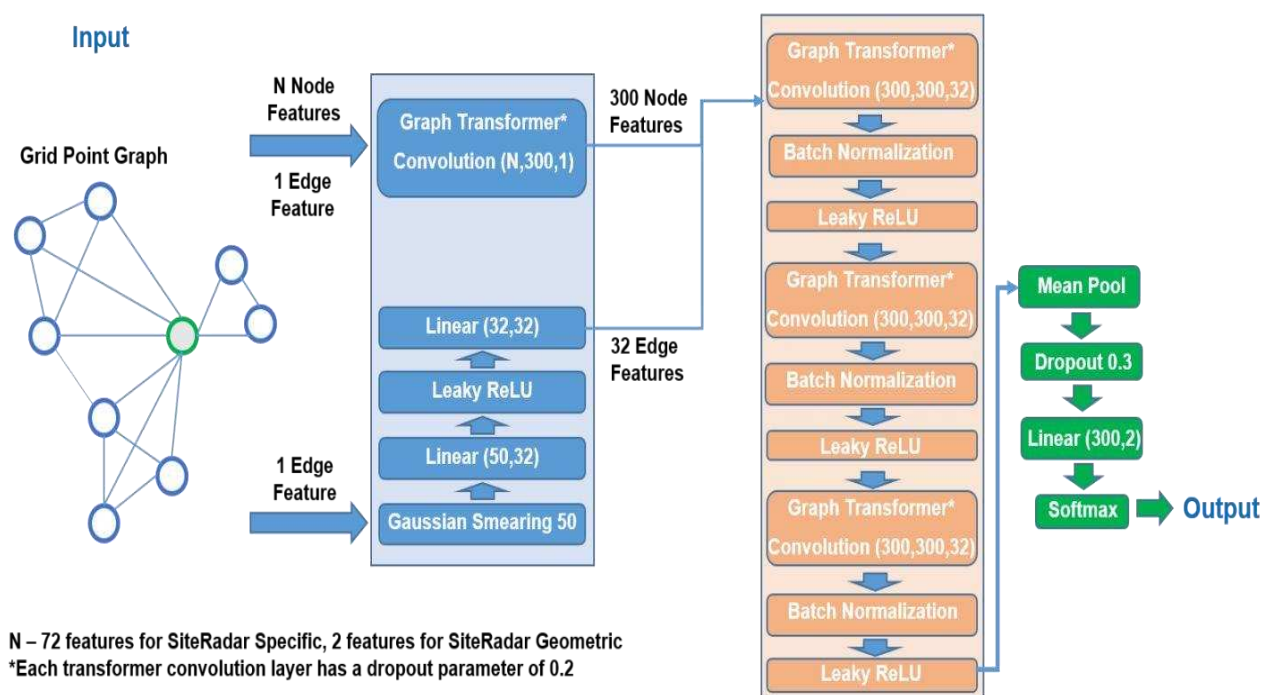 Input
Grid Point Graph
N Node
Features
1 Edge
Feature
1 Edge
Feature
Graph Transformer*
Convolution (N,300,1)
Linear (32,32)
Leaky ReLU
Linear (50,32)
Gaussian Smearing 50
300 Node
Features
32 Edge
Features
Graph Transformer*
Convolution (300,300,32)
Batch Normalization
Leaky ReLU
Graph Transformer*
Convolution (300,300,32)
Batch Normalization
Leaky ReLU
Graph Transformer*
Convolution (300,300,32)
Batch Normalization
Leaky ReLU
Mean Pool
Dropout 0.3
Linear (300,2)
Softmax
Output
N – 72 features for SiteRadar Specific, 2 features for SiteRadar Geometric
*Each transformer convolution layer has a dropout parameter of 0.2